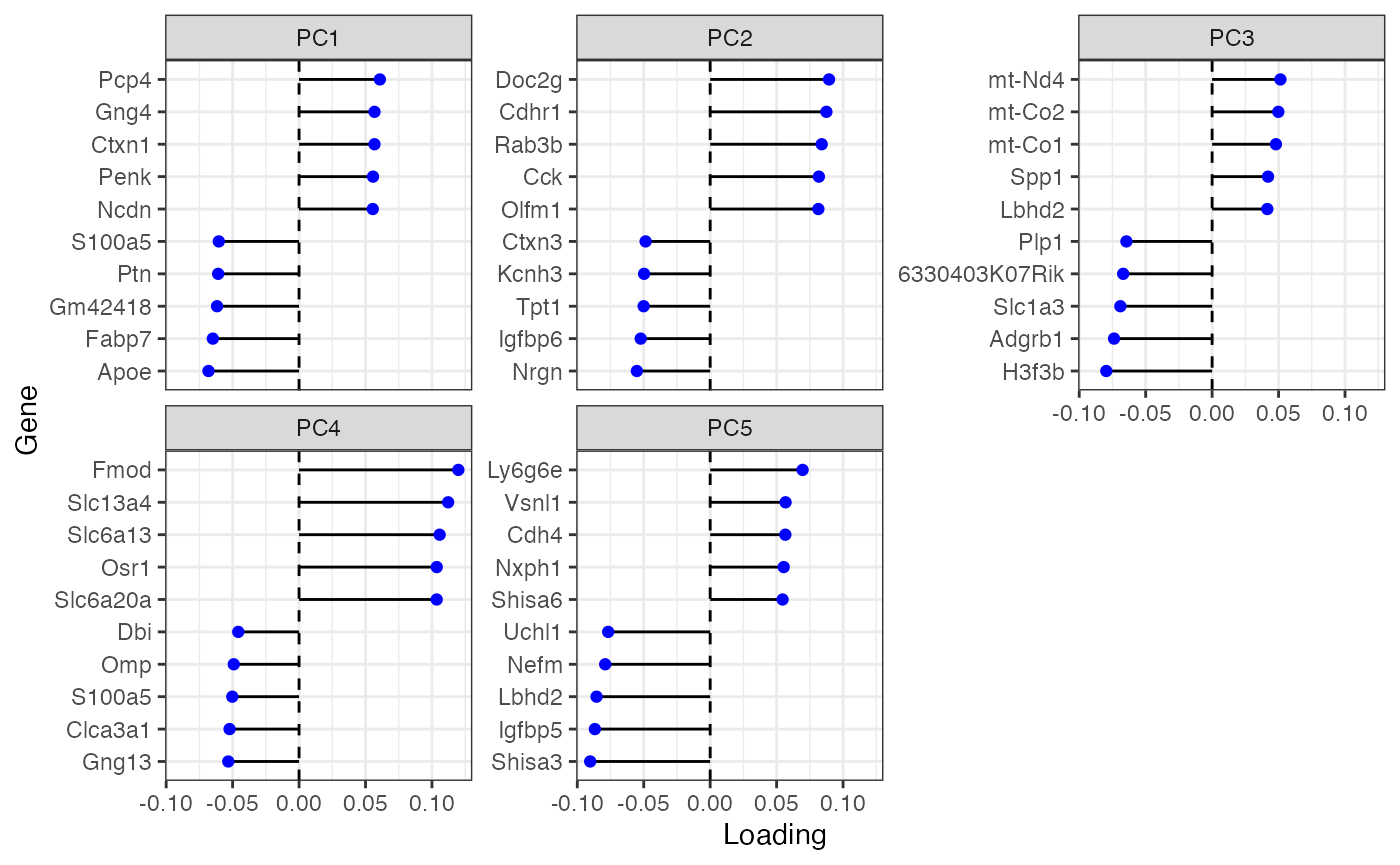 PC1
Pcp4
Gng4
Ctxn1
Penk
Ncdn
S100a5
Ptn
Gm42418
Fabp7
Apoe
PC2
Doc2g
Cdhr1
Rab3b
Cck
Olfm1
Ctxn3
Kcnh3
Tpt1
Igfbp6
Nrgn
PC3
mt-Nd4
mt-Co2
mt-Co1
Spp1
Lbhd2
Plp1
6330403K07Rik
Slc1a3
Adgrb1
H3f3b
-0.10 -0.05 0.00 0.05 0.10
Gene
PC4
Fmod
Slc13a4
Slc6a13
Osr1
Slc6a20a
Dbi
Omp
S100a5
Clca3a1
Gng13
-0.10 -0.05 0.00 0.05 0.10
PC5
Ly6g6e
Vsnl1
Cdh4
Nxph1
Shisa6
Uchl1
Nefm
Lbhd2
Igfbp5
Shisa3
-0.10 -0.05 0.00 0.05 0.10
Loading